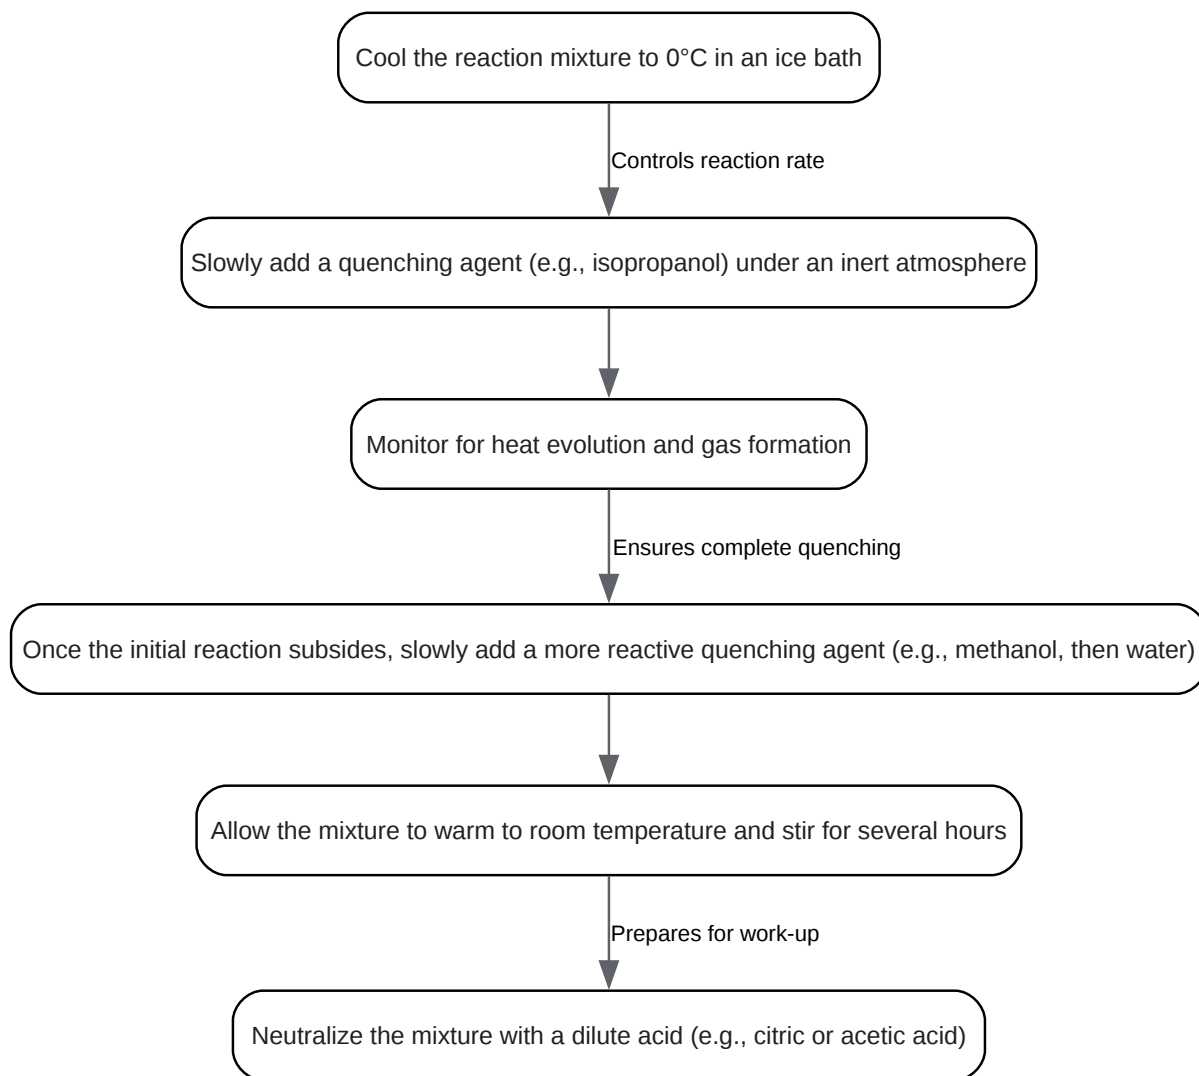 Cool the reaction mixture to 0°C in an ice bath
Controls reaction rate
Slowly add a quenching agent (e.g., isopropanol) under an inert atmosphere
Monitor for heat evolution and gas formation
Ensures complete quenching
Once the initial reaction subsides, slowly add a more reactive quenching agent (e.g., methanol, then water)
Allow the mixture to warm to room temperature and stir for several hours
Prepares for work-up
Neutralize the mixture with a dilute acid (e.g., citric or acetic acid)